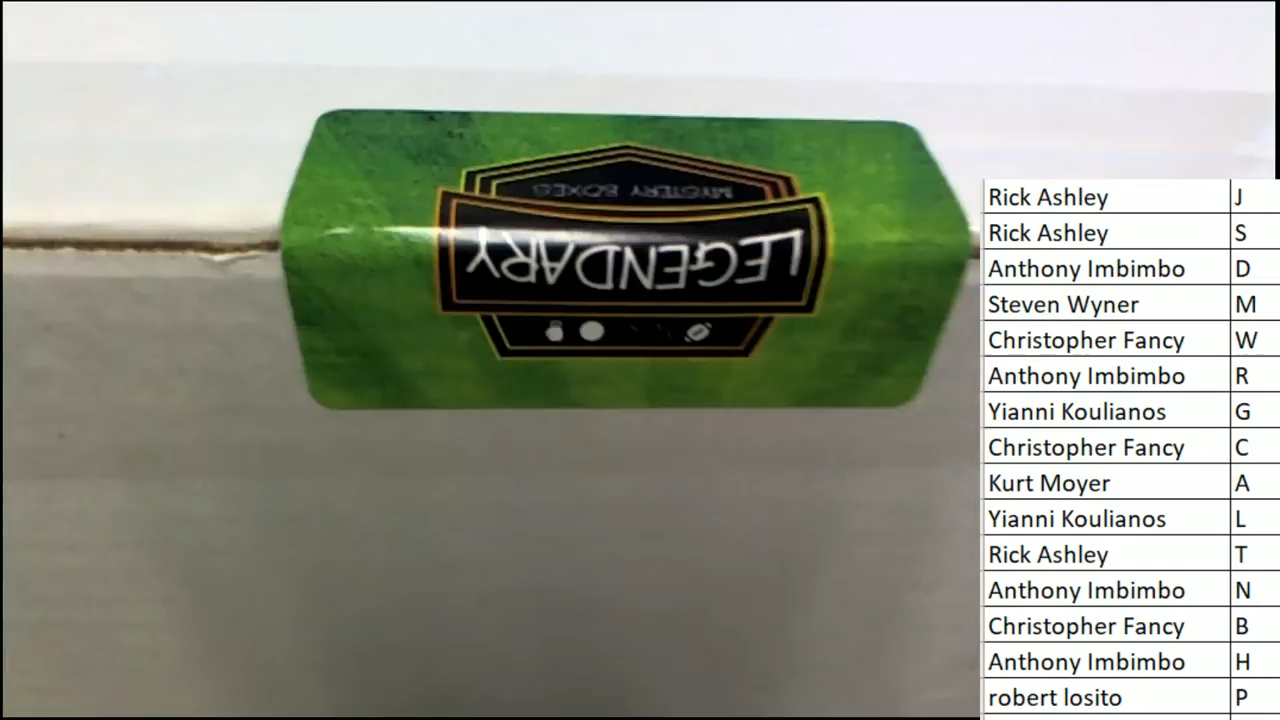 MYSTERY BOXES
LEGENDARY
Rick Ashley J
Rick Ashley S
Anthony Imbimbo D
Steven Wyner M
Christopher Fancy W
Anthony Imbimbo R
Yianni Koulianos G
Christopher Fancy C
Kurt Moyer A
Yianni Koulianos L
Rick Ashley T
Anthony Imbimbo N
Christopher Fancy B
Anthony Imbimbo H
robert losito P